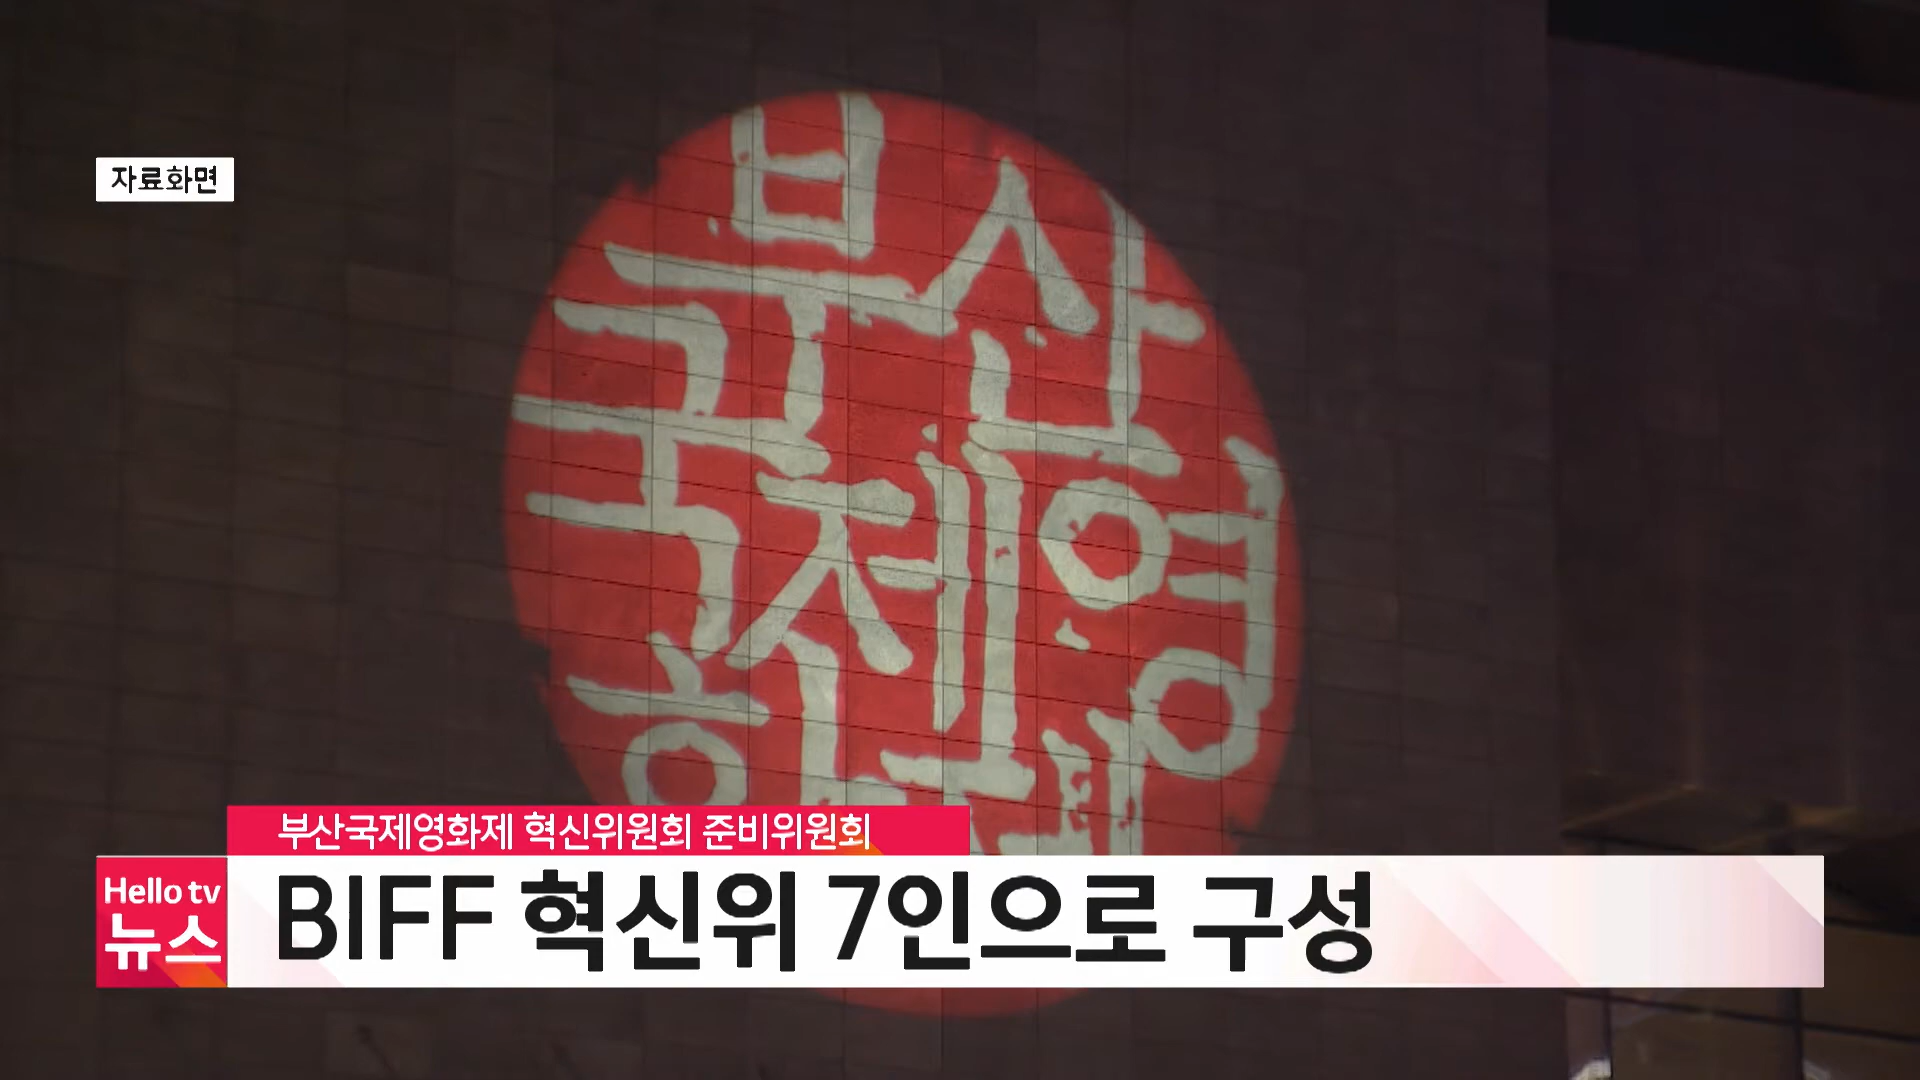 자료화면
부산
국제영
화
부산국제영화제 혁신위원회 준비위원회
Hello tv
뉴스
BIFF 혁신위 7인으로 구성